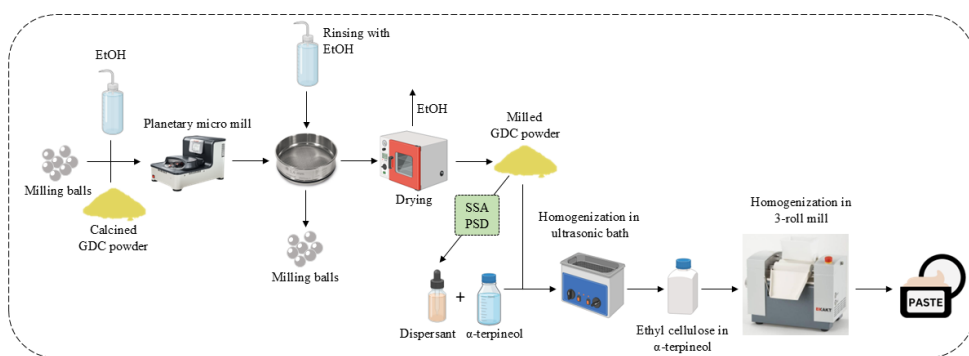 EtOH
Milling balls
Calcined
GDC powder
Planetary micro mill
Rinsing with
EtOH
Milling balls
EtOH
Drying
Milled
GDC powder
SSA
PSD
Dispersant
+
α-terpineol
Homogenization in
ultrasonic bath
Ethyl cellulose in
α-terpineol
Homogenization in
3-roll mill
EXAKT
PASTE